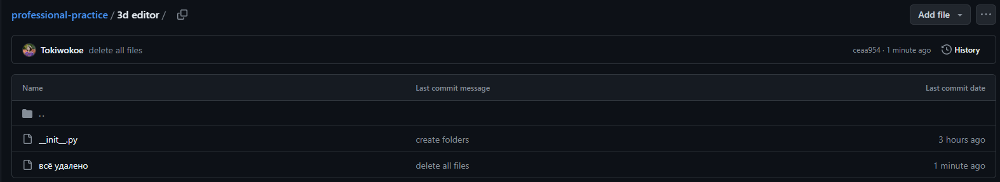 professional-practice / 3d editor /
Add file
Tokiwokoe delete all files
ceaa954 · 1 minute ago
History
Name Last commit message Last commit date
..
__init__.py create folders 3 hours ago
всё удалено delete all files 1 minute ago